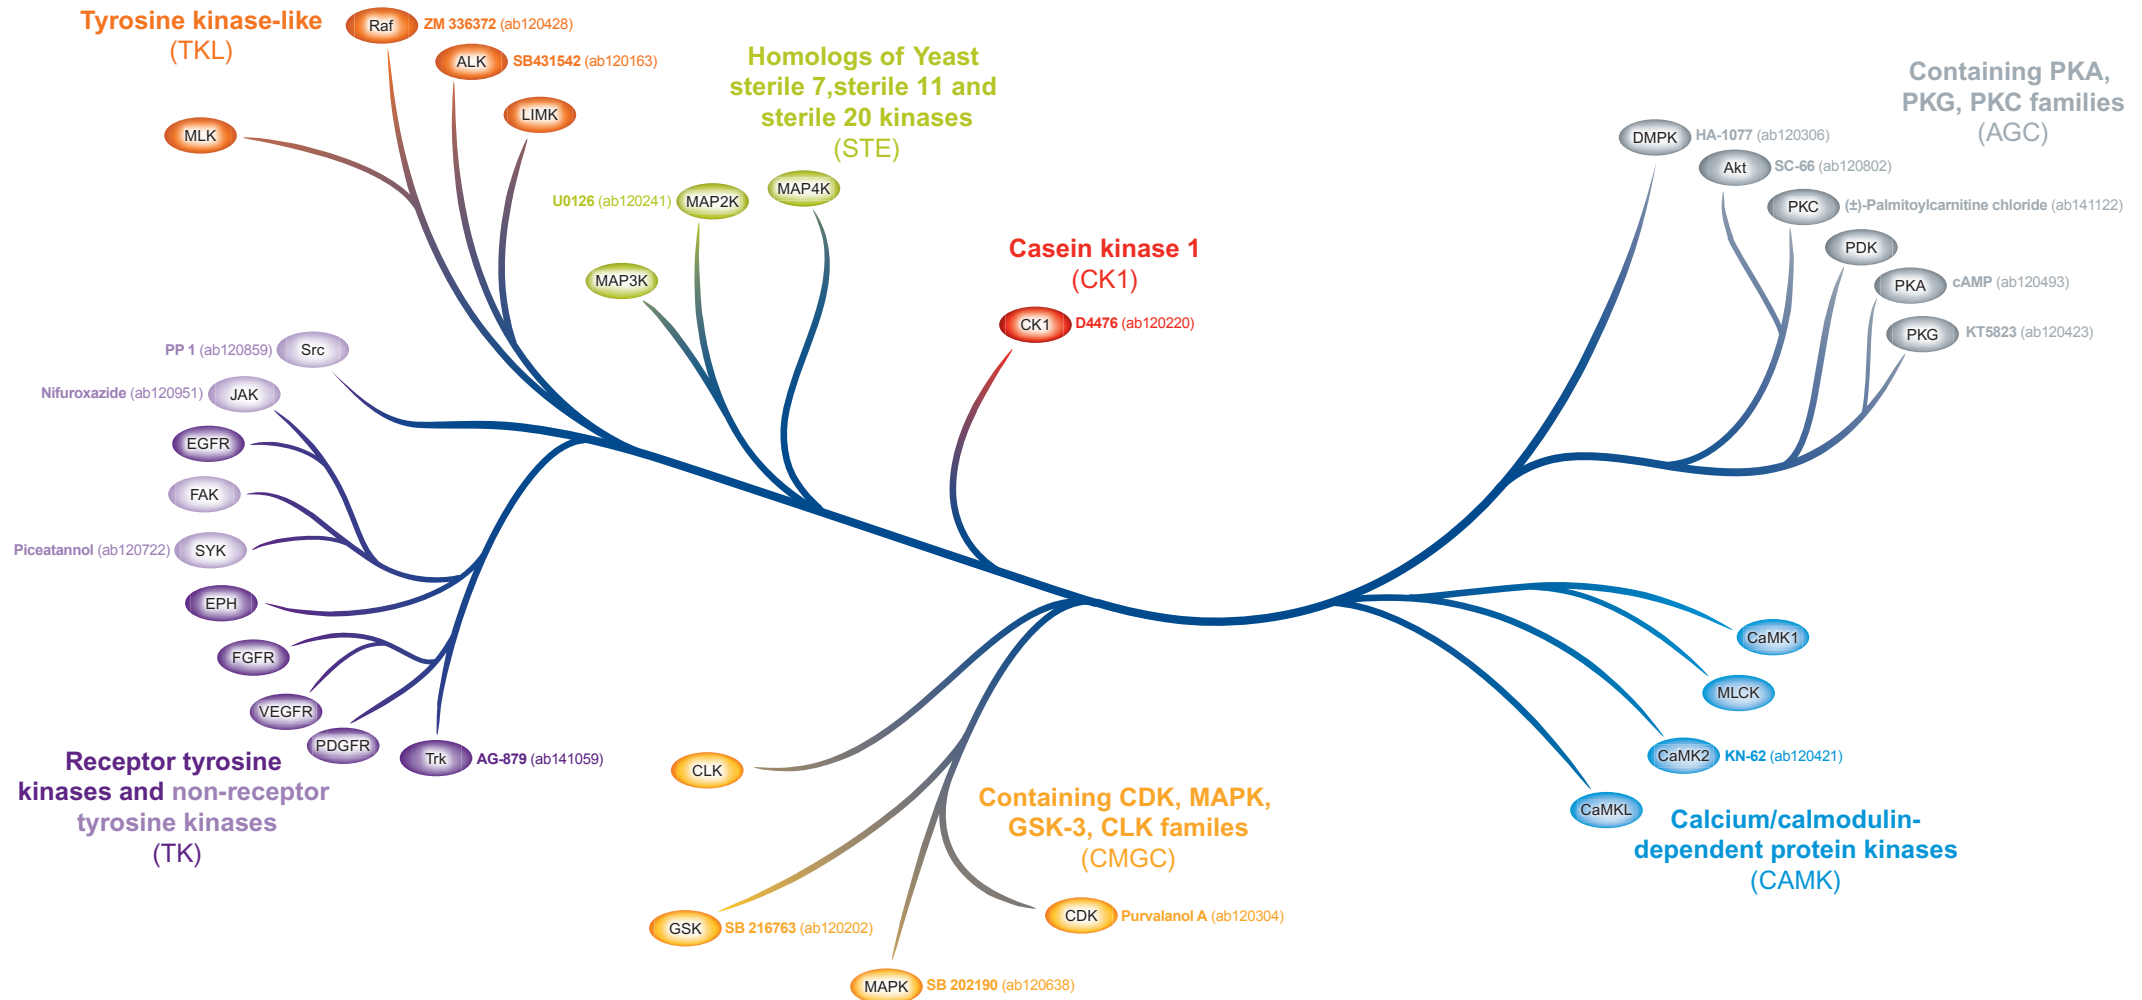 Tyrosine kinase-like
(TKL)
Raf ZM 336372 (ab120428)
ALK SB431542 (ab120163)
LIMK
MLK
Homologs of Yeast
sterile 7,sterile 11 and
sterile 20 kinases
(STE)
U0126 (ab120241) MAP2K
MAP4K
MAP3K
Casein kinase 1
(CK1)
CK1 D4476 (ab120220)
Containing PKA,
PKG, PKC families
(AGC)
DMPK HA-1077 (ab120306)
Akt SC-66 (ab120802)
PKC (±)-Palmitoylcarnitine chloride (ab141122)
PDK
PKA cAMP (ab120493)
PKG KT5823 (ab120423)
PP 1 (ab120859) Src
Nifuroxazide (ab120951) JAK
EGFR
FAK
Piceatannol (ab120722) SYK
EPH
FGFR
VEGFR
PDGFR
Trk AG-879 (ab141059)
Receptor tyrosine
kinases and non-receptor
tyrosine kinases
(TK)
CLK
Containing CDK, MAPK,
GSK-3, CLK familes
(CMGC)
GSK SB 216763 (ab120202)
CDK Purvalanol A (ab120304)
MAPK SB 202190 (ab120638)
CaMK1
MLCK
CaMK2 KN-62 (ab120421)
CaMKL
Calcium/calmodulin-
dependent protein kinases
(CAMK)